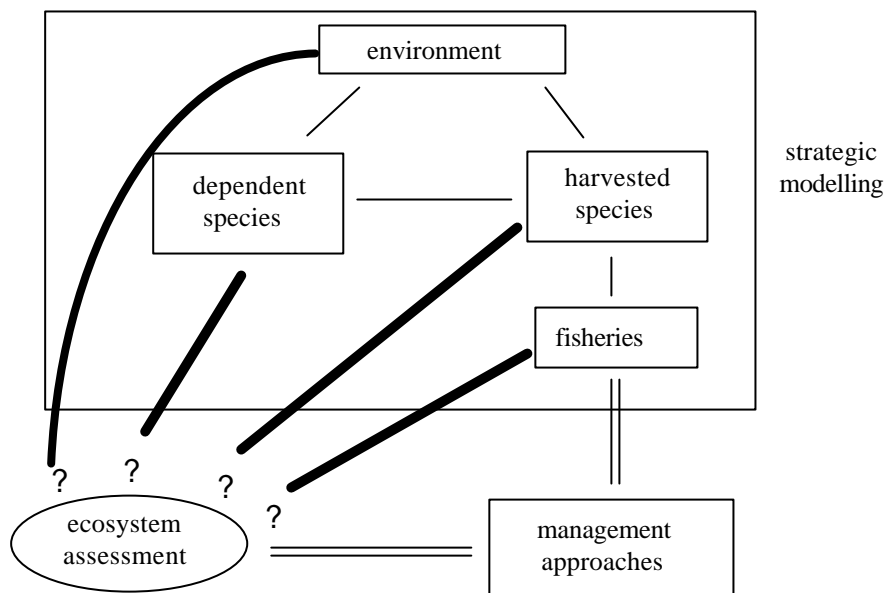 environment
dependent
species
harvested
species
strategic
modelling
fisheries
?
?
?
?
ecosystem
assessment
management
approaches